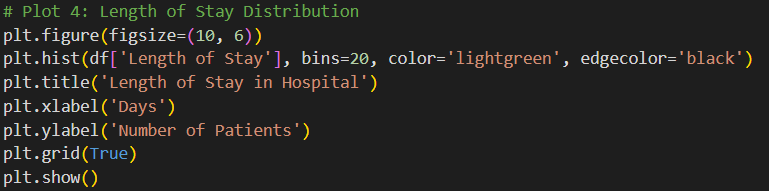 # Plot 4: Length of Stay Distribution
plt.figure(figsize=(10, 6))
plt.hist(df['Length of Stay'], bins=20, color='lightgreen', edgecolor='black')
plt.title('Length of Stay in Hospital')
plt.xlabel('Days')
plt.ylabel('Number of Patients')
plt.grid(True)
plt.show()